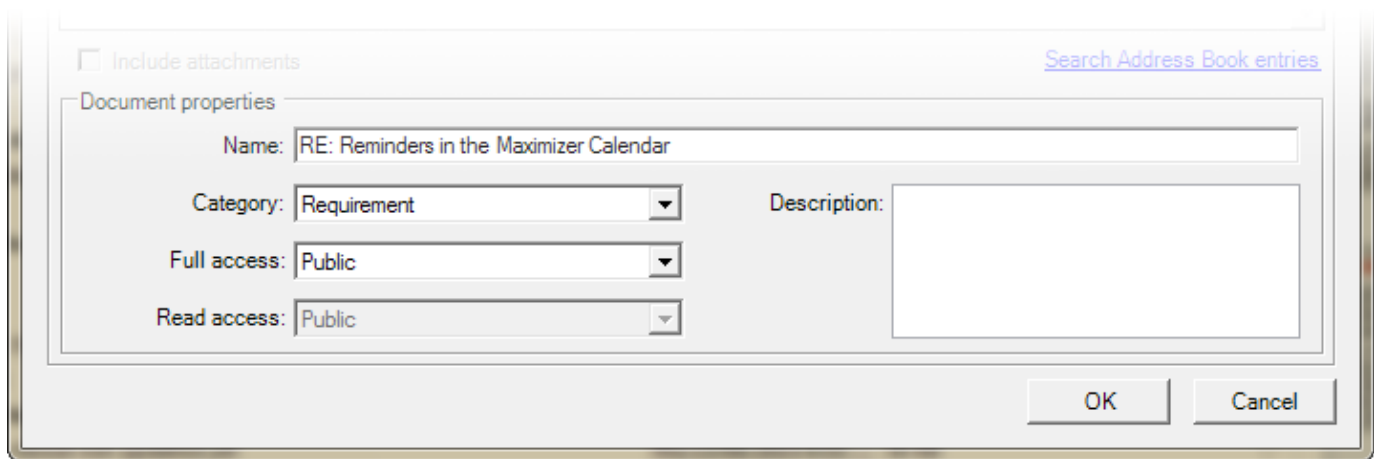 Include attachments
Search Address Book entries
Document properties
Name: RE: Reminders in the Maximizer Calendar
Category: Requirement
Description:
Full access: Public
Read access: Public
OK Cancel